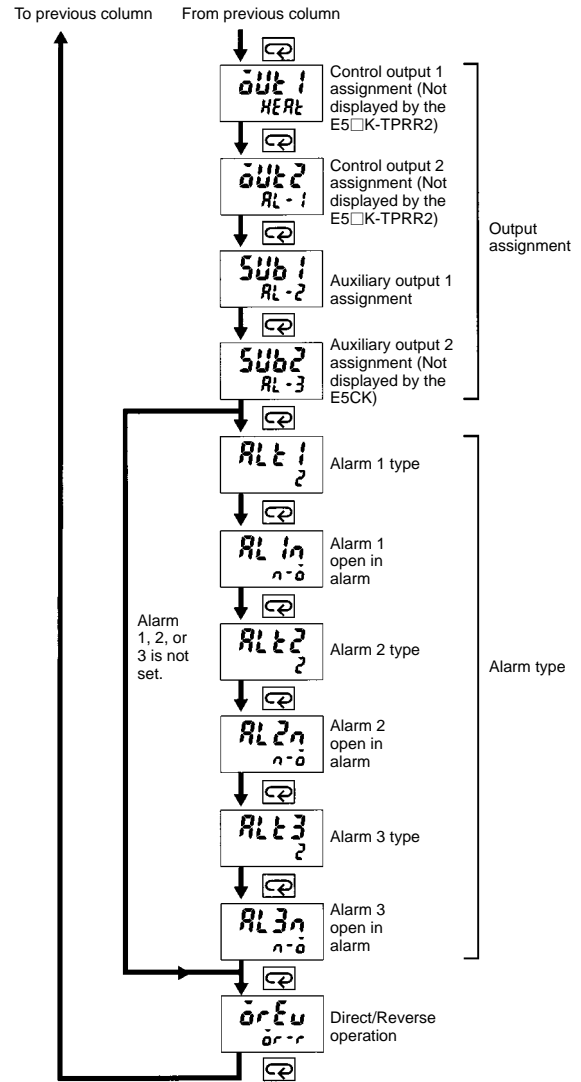 To previous column
From previous column
out1
HEAt
Control output 1
assignment (Not
displayed by the
E5□K-TPRR2)
out2
AL-1
Control output 2
assignment (Not
displayed by the
E5□K-TPRR2)
SUb1
AL-2
Auxiliary output 1
assignment
SUb2
AL-3
Auxiliary output 2
assignment (Not
displayed by the
E5CK)
Output
assignment
ALt1
2
Alarm 1 type
AL1n
n-o
Alarm 1
open in
alarm
Alarm
1, 2, or
3 is not
set.
ALt2
2
Alarm 2 type
AL2n
n-o
Alarm 2
open in
alarm
ALt3
2
Alarm 3 type
AL3n
n-o
Alarm 3
open in
alarm
Alarm type
orEv
or-r
Direct/Reverse
operation